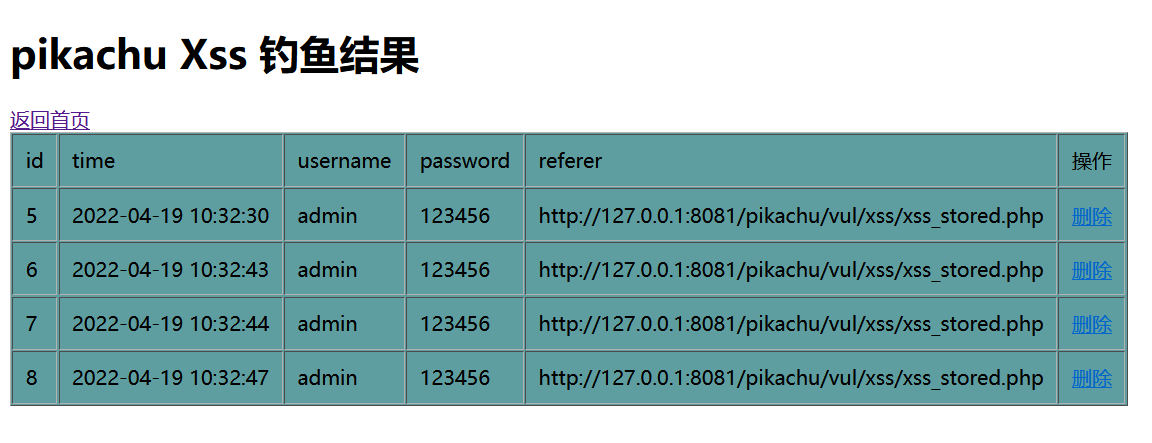 pikachu Xss 钓鱼结果
返回首页
id time username password referer 操作
5 2022-04-19 10:32:30 admin 123456 http://127.0.0.1:8081/pikachu/vul/xss/xss_stored.php 删除
6 2022-04-19 10:32:43 admin 123456 http://127.0.0.1:8081/pikachu/vul/xss/xss_stored.php 删除
7 2022-04-19 10:32:44 admin 123456 http://127.0.0.1:8081/pikachu/vul/xss/xss_stored.php 删除
8 2022-04-19 10:32:47 admin 123456 http://127.0.0.1:8081/pikachu/vul/xss/xss_stored.php 删除